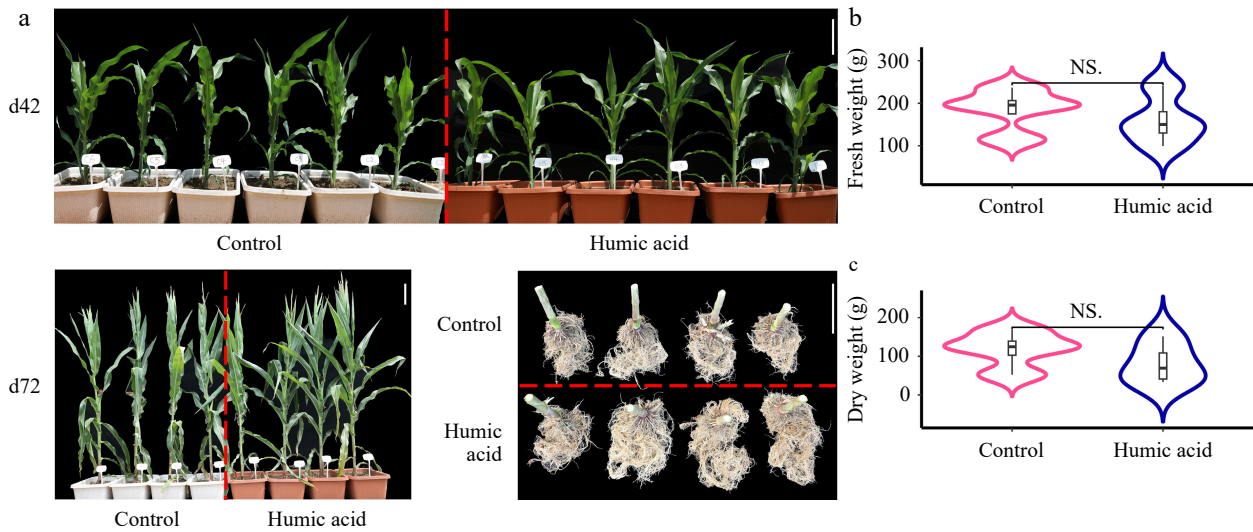 a
d42
Control
Humic acid
d72
Control
Humic acid
Control
Humic
acid
b
Fresh weight (g)
300
200
100
NS.
Control
Humic acid
c
Dry weight (g)
200
100
0
NS.
Control
Humic acid